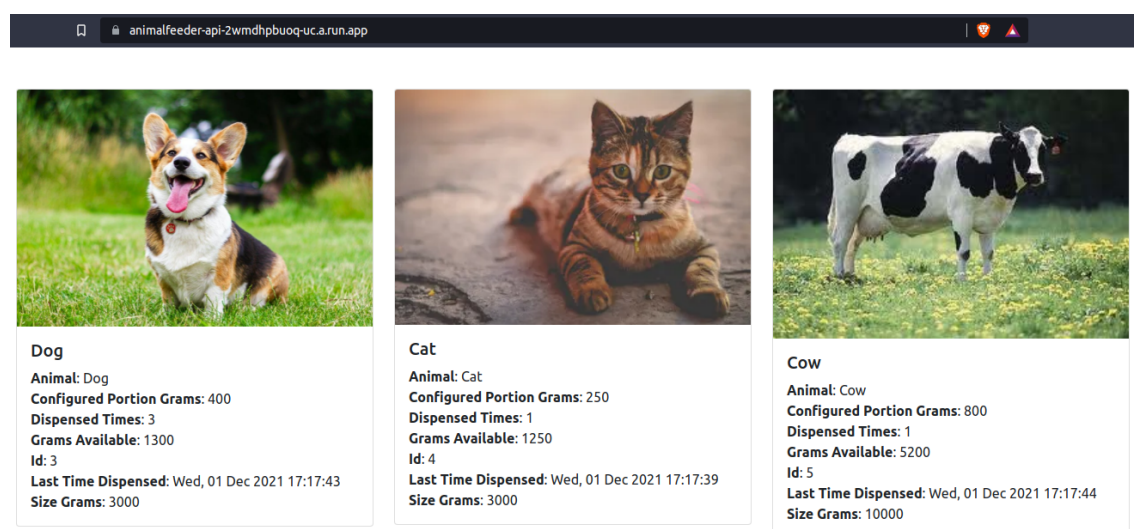 animalfeeder-api-2wmdhpbuoq-uc.a.run.app
Dog
Animal: Dog
Configured Portion Grams: 400
Dispensed Times: 3
Grams Available: 1300
Id: 3
Last Time Dispensed: Wed, 01 Dec 2021 17:17:43
Size Grams: 3000
Cat
Animal: Cat
Configured Portion Grams: 250
Dispensed Times: 1
Grams Available: 1250
Id: 4
Last Time Dispensed: Wed, 01 Dec 2021 17:17:39
Size Grams: 3000
Cow
Animal: Cow
Configured Portion Grams: 800
Dispensed Times: 1
Grams Available: 5200
Id: 5
Last Time Dispensed: Wed, 01 Dec 2021 17:17:44
Size Grams: 10000